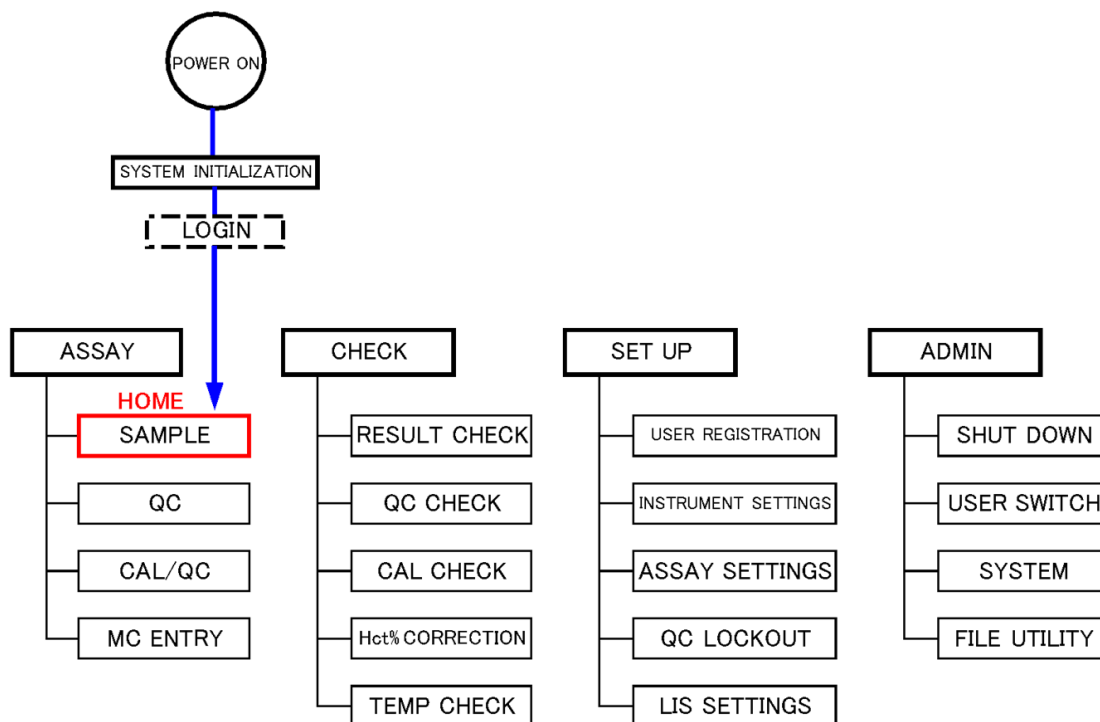 POWER ON
SYSTEM INITIALIZATION
LOGIN
ASSAY
CHECK
SET UP
ADMIN
HOME
SAMPLE
RESULT CHECK
USER REGISTRATION
SHUT DOWN
QC
QC CHECK
INSTRUMENT SETTINGS
USER SWITCH
CAL/QC
CAL CHECK
ASSAY SETTINGS
SYSTEM
MC ENTRY
Hct% CORRECTION
QC LOCKOUT
FILE UTILITY
TEMP CHECK
LIS SETTINGS